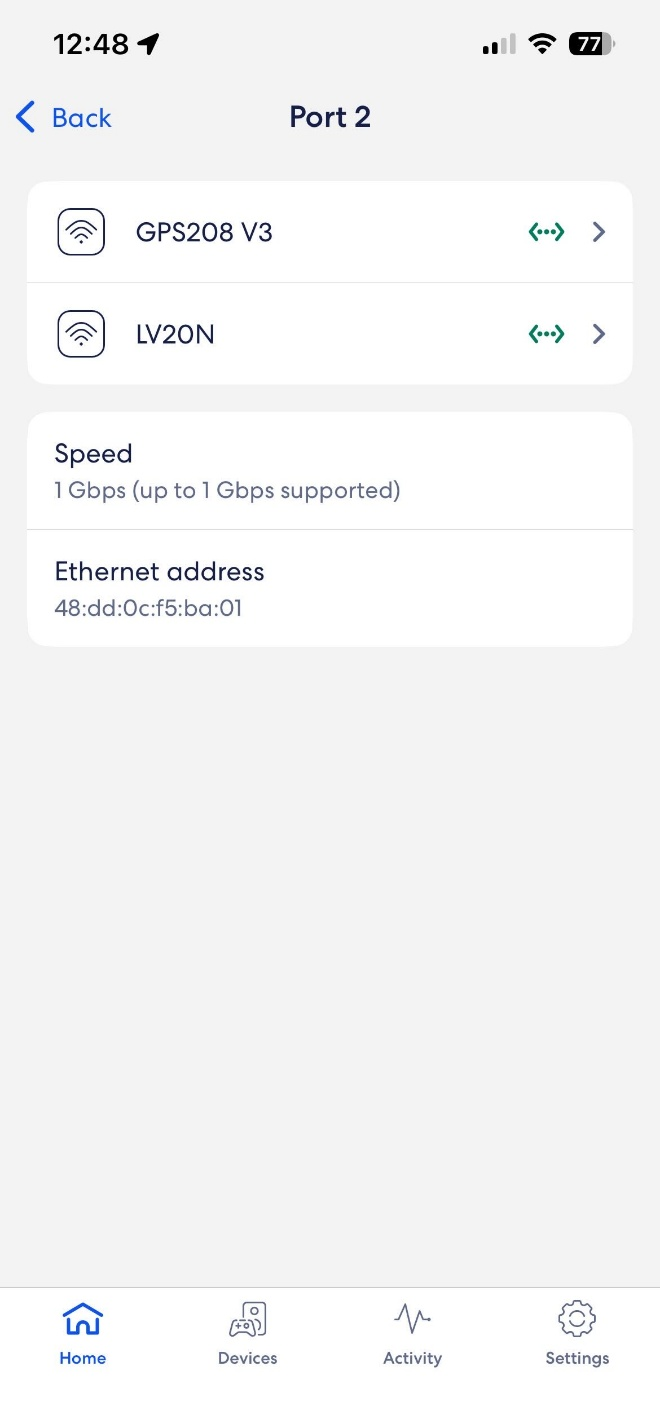 12:48
77
Back
Port 2
GPS208 V3
LV20N
Speed
1 Gbps (up to 1 Gbps supported)
Ethernet address
48:dd:0c:f5:ba:01
Home
Devices
Activity
Settings